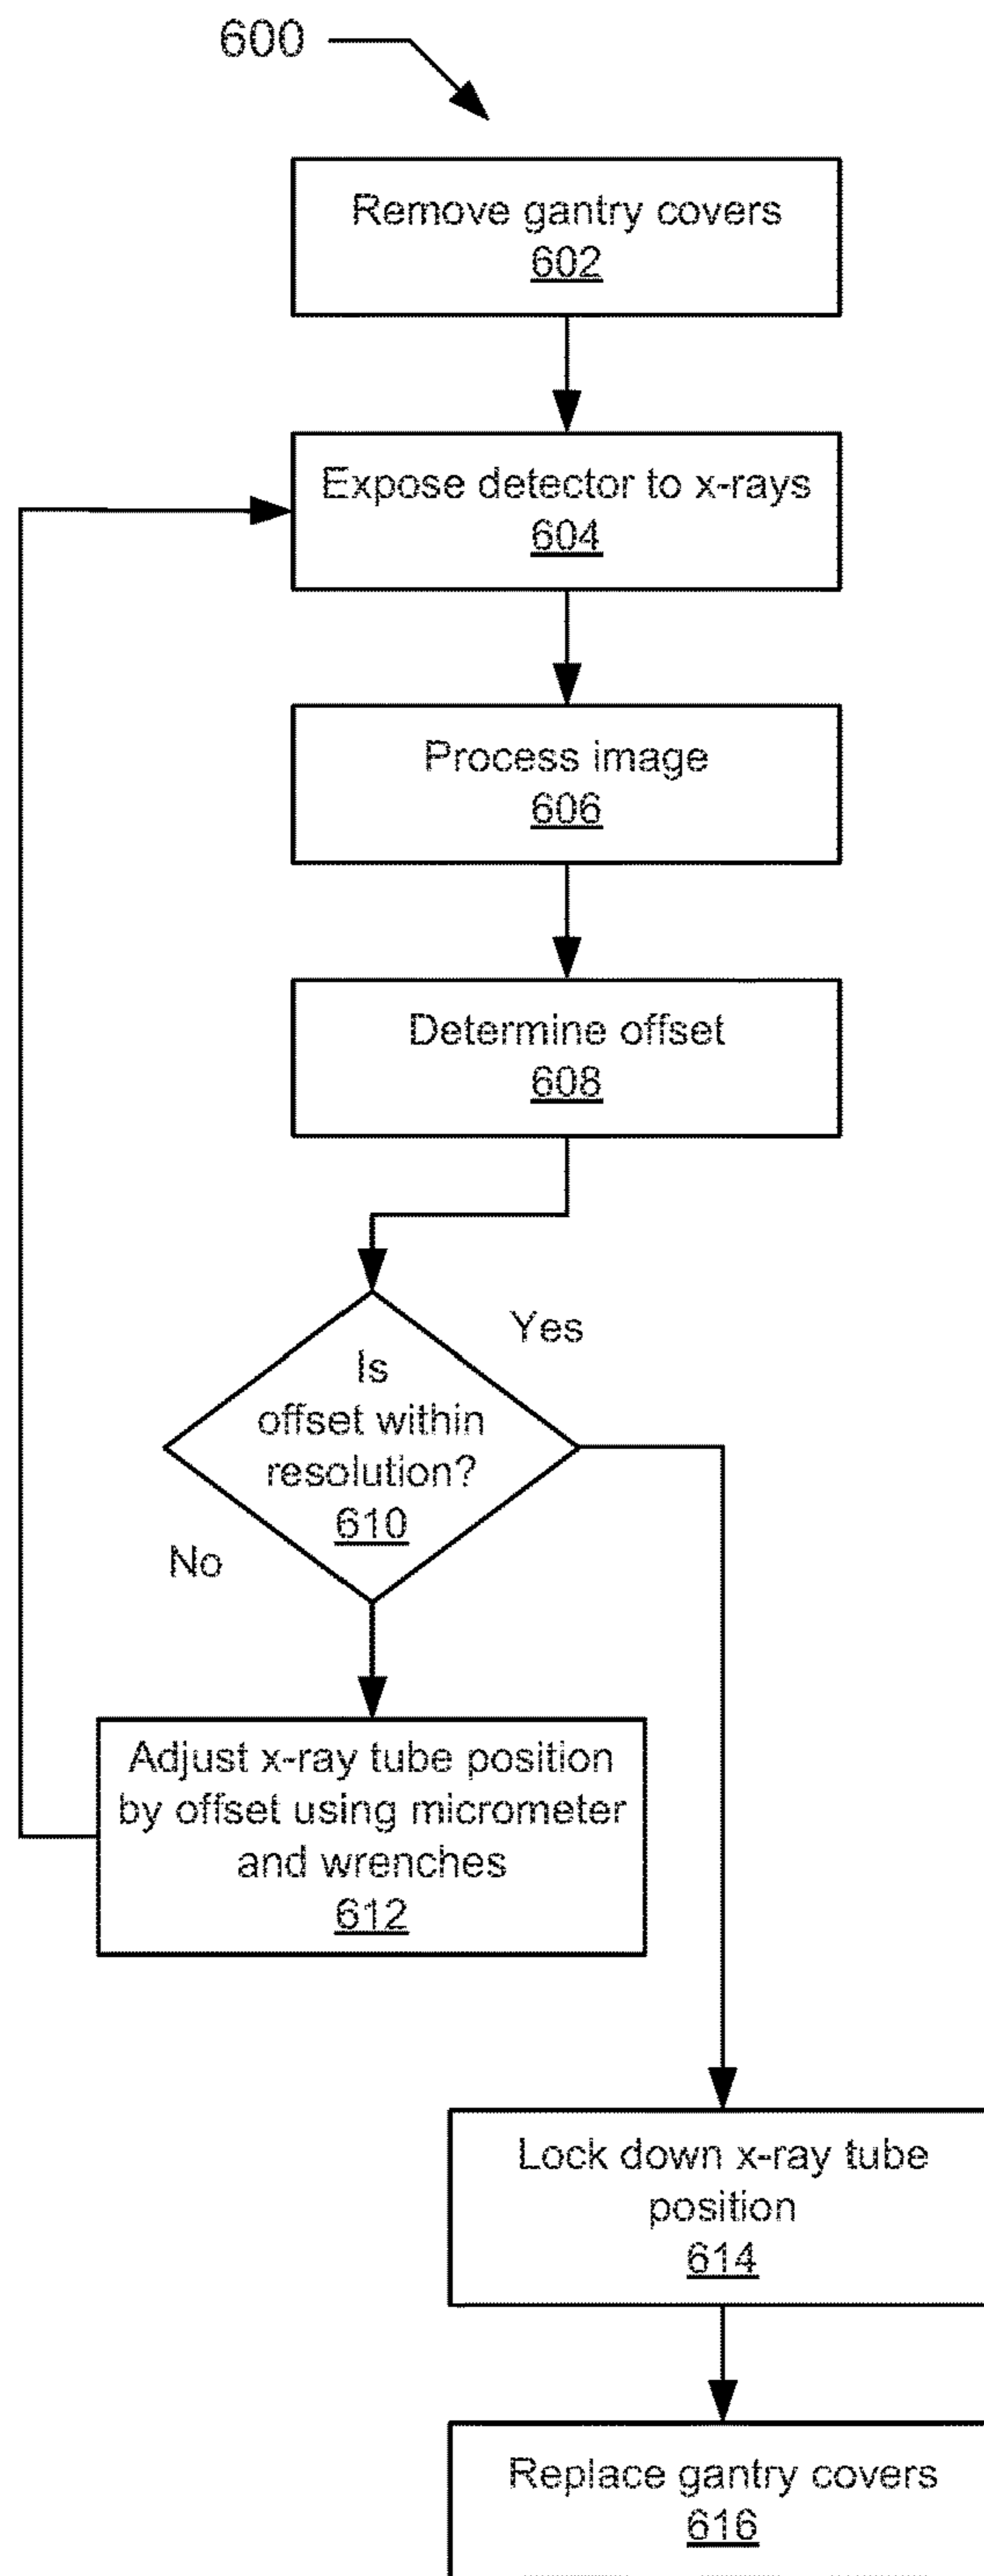 600
Remove gantry covers
602
Expose detector to x-rays
604
Process image
606
Determine offset
608
Yes
Is
offset within
resolution?
610
No
Adjust x-ray tube position
by offset using micrometer
and wrenches
612
Lock down x-ray tube
position
614
Replace gantry covers
616